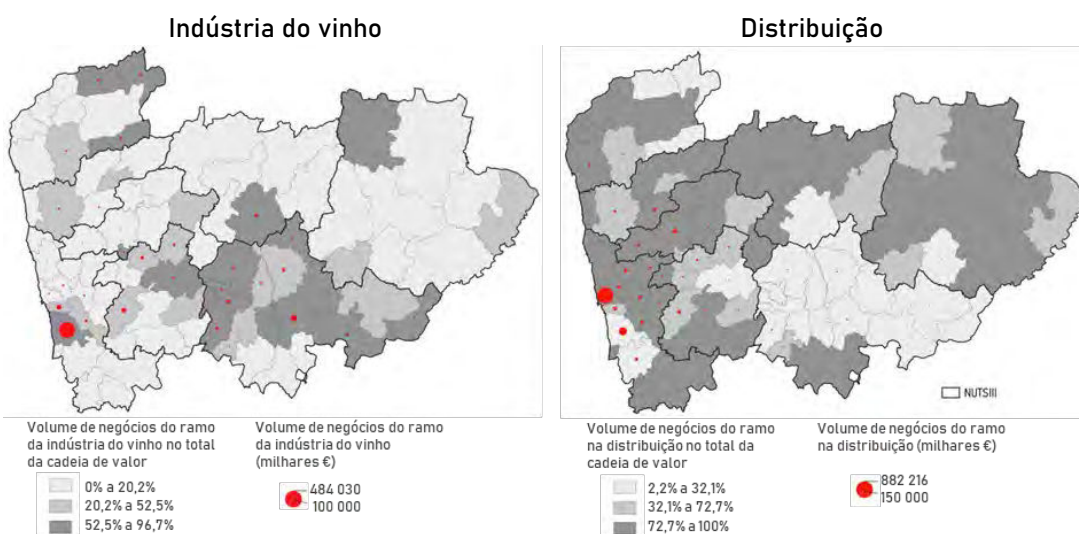 Indústria do vinho
Distribuição
NUTSIII
Volume de negócios do ramo
da indústria do vinho no total
da cadeia de valor
0% a 20,2%
20,2% a 52,5%
52,5% a 96,7%
Volume de negócios do ramo
da indústria do vinho
(milhares €)
484 030
100 000
Volume de negócios do ramo
na distribuição no total da
cadeia de valor
2,2% a 32,1%
32,1% a 72,7%
72,7% a 100%
Volume de negócios do ramo
na distribuição (milhares €)
882 216
150 000